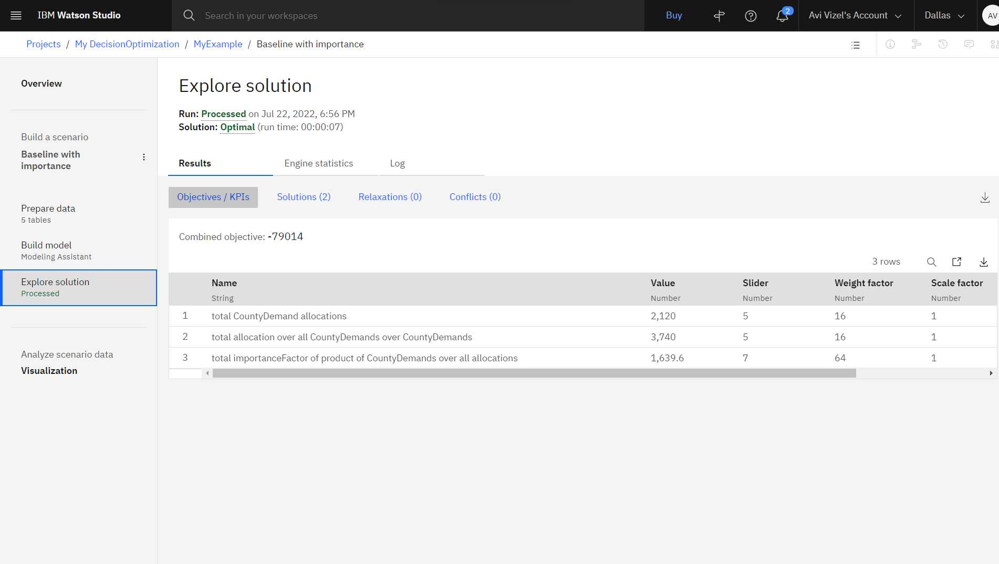 IBM Watson Studio
Search in your workspaces
Buy
2
Avi Vizel's Account
Dallas
AV
Projects / My DecisionOptimization / MyExample / Baseline with importance
Overview
Build a scenario
Baseline with
importance
Prepare data
5 tables
Build model
Modeling Assistant
Explore solution
Processed
Analyze scenario data
Visualization
Explore solution
Run: Processed on Jul 22, 2022, 6:56 PM
Solution: Optimal (run time: 00:00:07)
Results Engine statistics Log
Objectives / KPIs Solutions (2) Relaxations (0) Conflicts (0)
Combined objective: -79014
3 rows
Name Value Slider Weight factor Scale factor
String Number Number Number Number
1 total CountyDemand allocations 2,120 5 16 1
2 total allocation over all CountyDemands over CountyDemands 3,740 5 16 1
3 total importanceFactor of product of CountyDemands over all allocations 1,639.6 7 64 1